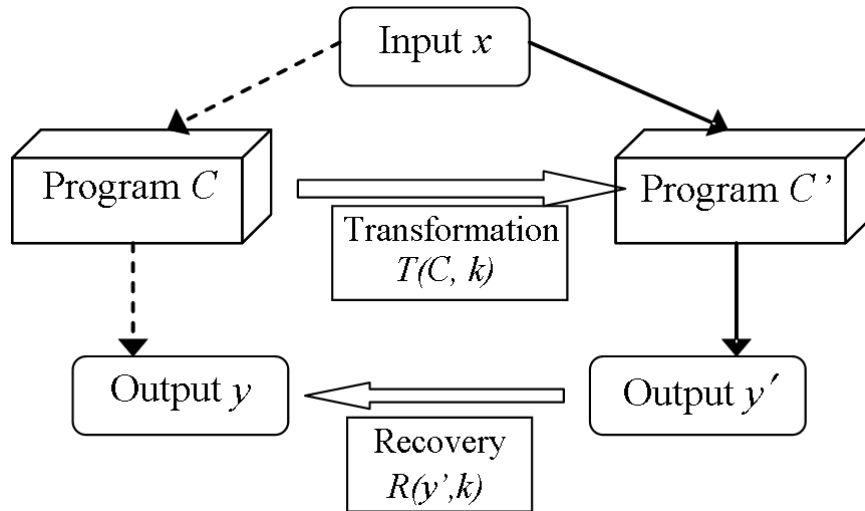 Input x
Program C
Program C’
Transformation
T(C, k)
Output y
Output y′
Recovery
R(y’,k)